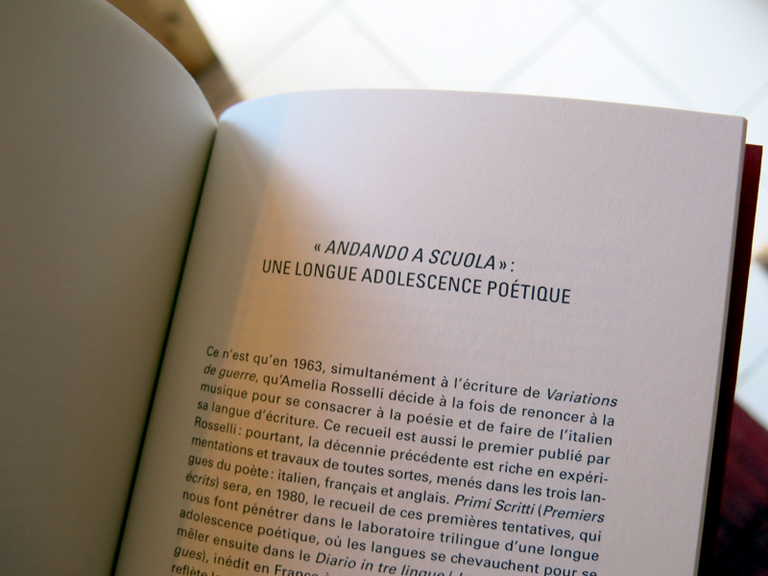 « ANDANDO A SCUOLA » :
UNE LONGUE ADOLESCENCE POÉTIQUE
Ce n'est qu'en 1963, simultanément à l'écriture de Variations
de guerre, qu'Amelia Rosselli décide à la fois de renoncer à la
musique pour se consacrer à la poésie et de faire de l'italien
sa langue d'écriture. Ce recueil est aussi le premier publié par
Rosselli : pourtant, la décennie précédente est riche en expéri-
mentations et travaux de toutes sortes, menés dans les trois lan-
gues du poète : italien, français et anglais. Primi Scritti (Premiers
écrits) sera, en 1980, le recueil de ces premières tentatives, qui
nous font pénétrer dans le laboratoire trilingue d'une longue
adolescence poétique, où les langues se chevauchent pour se
mêler ensuite dans le Diario in tre lingue
gues), inédit en France
reflète